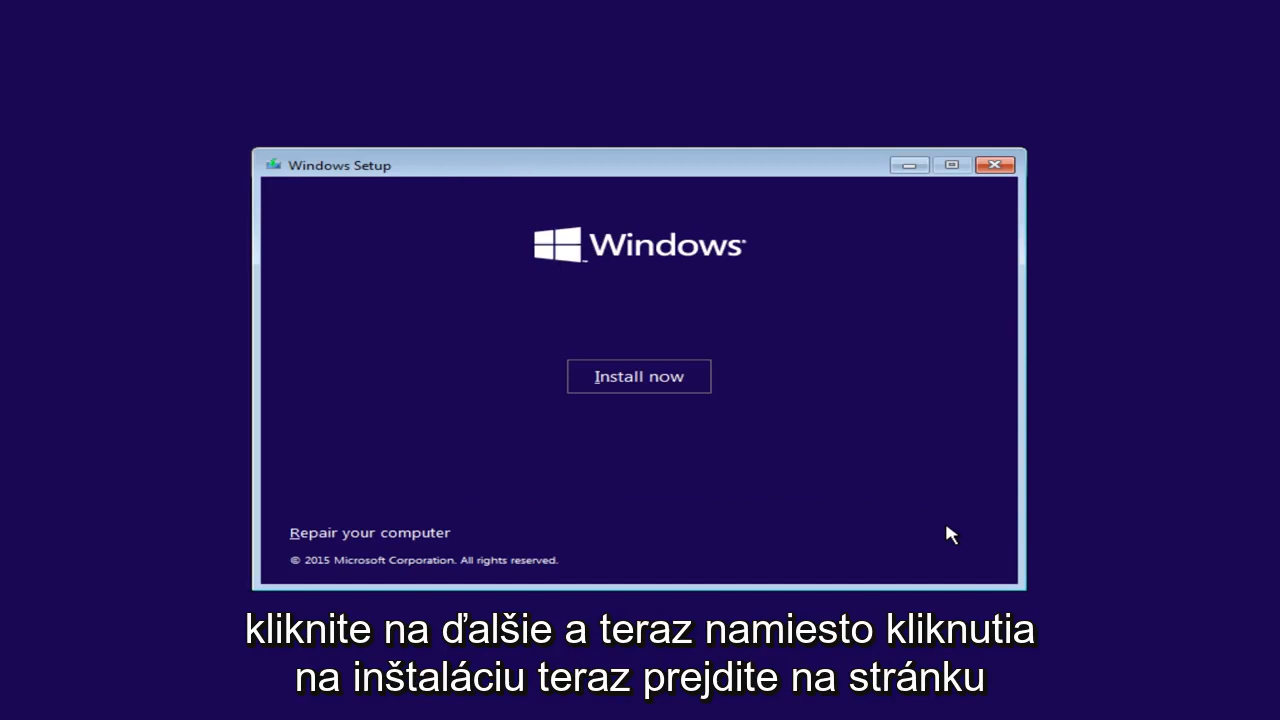 Windows Setup
Windows
Install now
Repair your computer
© 2015 Microsoft Corporation. All rights reserved.
kliknite na ďalšie a teraz namiesto kliknutia
na inštaláciu teraz prejdite na stránku